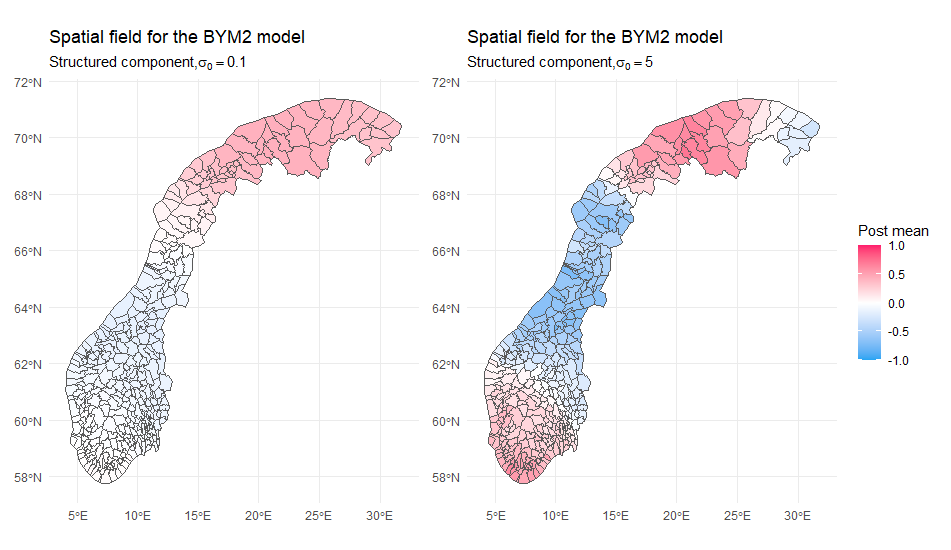 Spatial field for the BYM2 model
Structured component,σ₀ = 0.1
72°N
70°N
68°N
66°N
64°N
62°N
60°N
58°N
5°E 10°E 15°E 20°E 25°E 30°E
Spatial field for the BYM2 model
Structured component,σ₀ = 5
72°N
70°N
68°N
66°N
64°N
62°N
60°N
58°N
5°E 10°E 15°E 20°E 25°E 30°E
Post mean
1.0
0.5
0.0
-0.5
-1.0